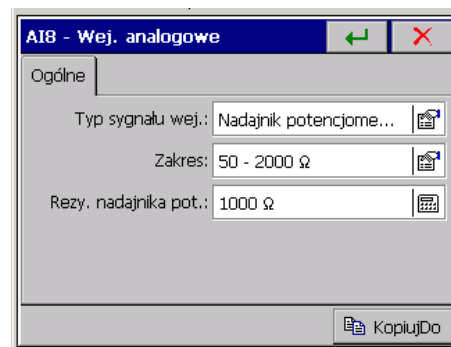 AI8 - Wej. analogowe
Ogólne
Typ sygnału wej.: Nadajnik potencjome...
Zakres: 50 - 2000 Ω
Rezy. nadajnika pot.: 1000 Ω
KopiujDo